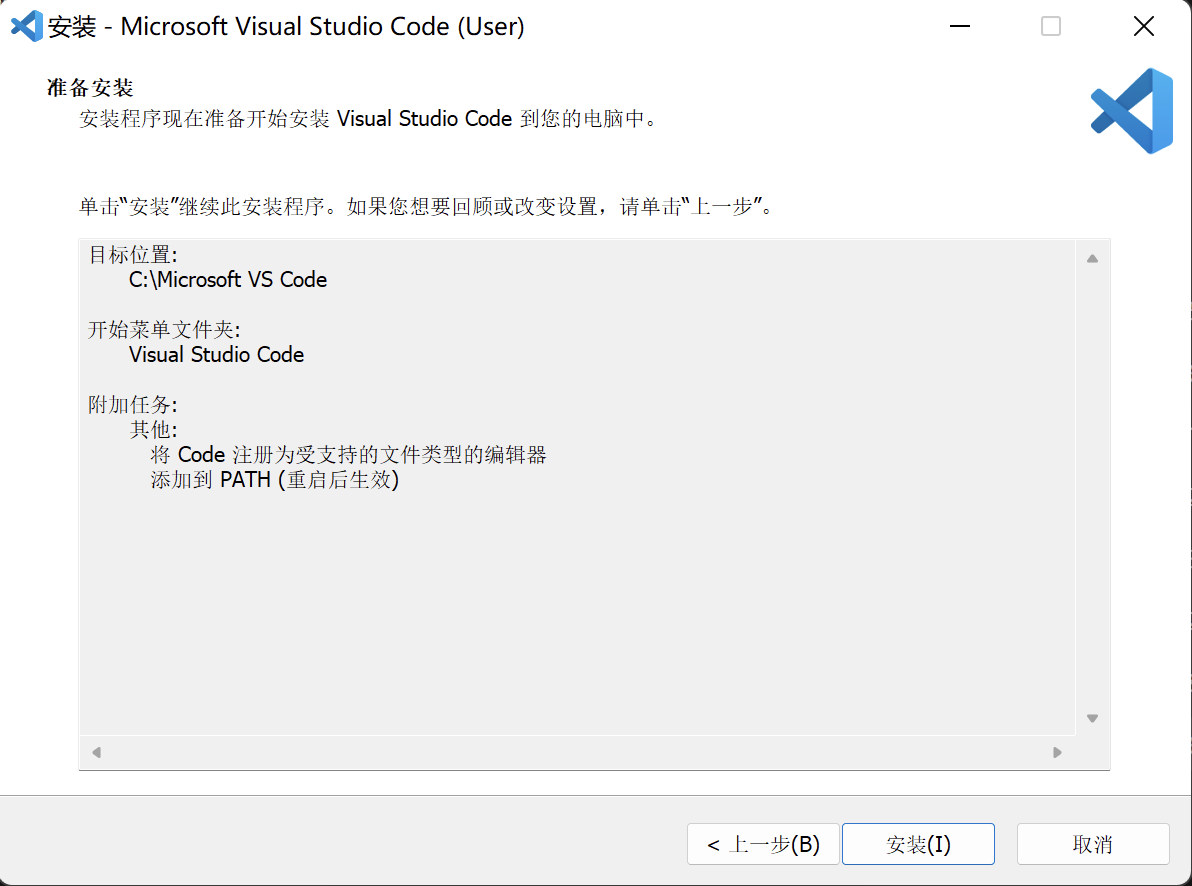 安装 - Microsoft Visual Studio Code (User)
准备安装
安装程序现在准备开始安装 Visual Studio Code 到您的电脑中。
单击“安装”继续此安装程序。如果您想要回顾或改变设置，请单击“上一步”。
目标位置:
C:\Microsoft VS Code
开始菜单文件夹:
Visual Studio Code
附加任务:
其他:
将 Code 注册为受支持的文件类型的编辑器
添加到 PATH (重启后生效)
< 上一步(B) 安装(I) 取消